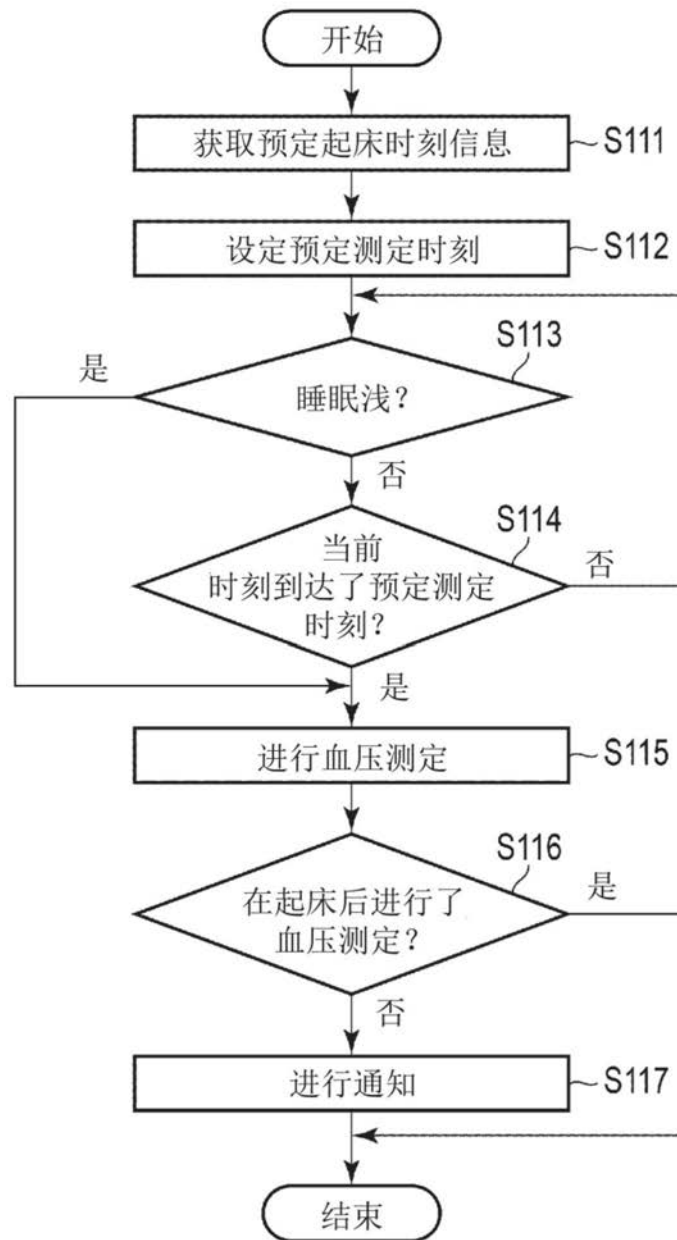 开始
获取预定起床时刻信息
S111
设定预定测定时刻
S112
S113
是
睡眠浅？
否
S114
当前
时刻到达了预定测定
时刻？
否
是
进行血压测定
S115
S116
在起床后进行了
血压测定？
是
否
进行通知
S117
结束